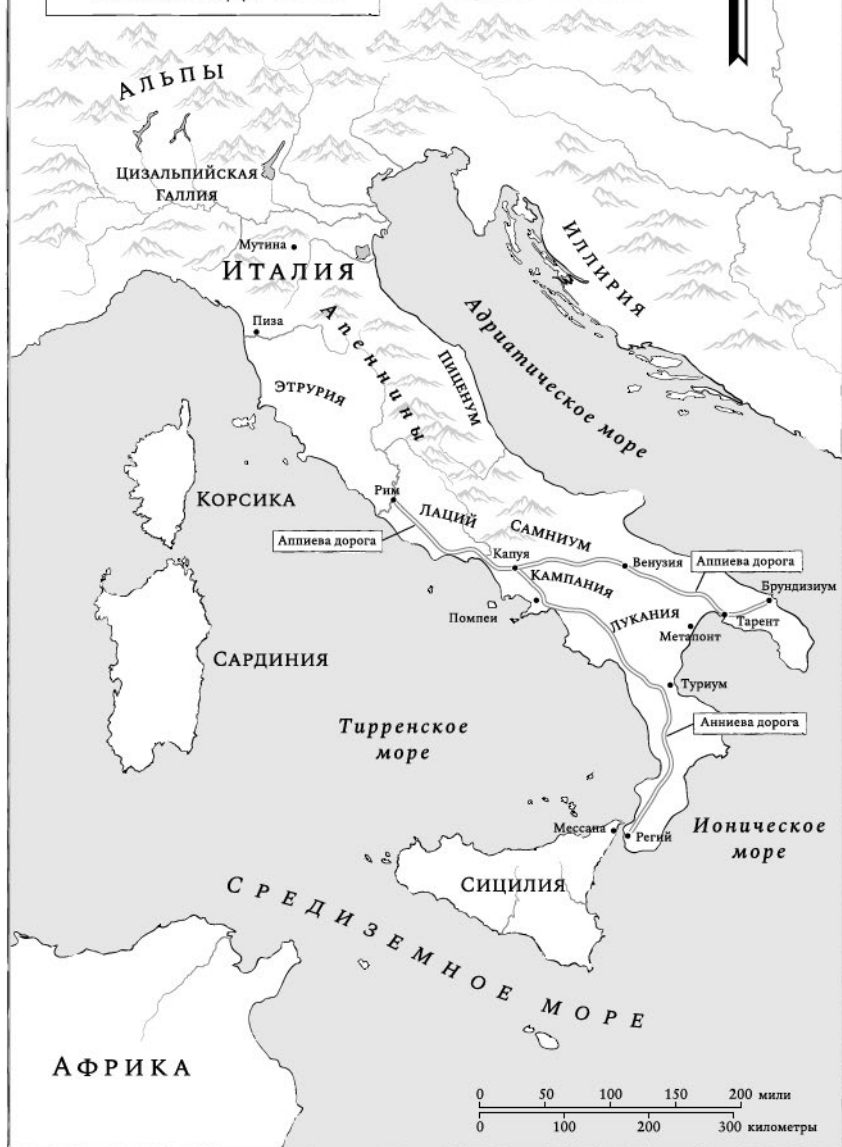 АЛЬПЫ
ЦИЗАЛЬПИЙСКАЯ
ГАЛЛИЯ
Мутина
ИТАЛИЯ
ИЛЛИРИЯ
Адриатическое море
Пиза
Апеннины
ПИЦЕНУМ
ЭТРУРИЯ
КОРСИКА
Рим
ЛАЦИЙ
САМНИУМ
Аппиева дорога
Капуя
Венузия
Аппиева дорога
КАМПАНИЯ
Брундизиум
Помпеи
ЛУКАНИЯ
Тарент
Метапонт
САРДИНИЯ
Туриум
Тирренское
море
Анниева дорога
Мессана
Регий
Ионическое
море
СИЦИЛИЯ
СРЕДИЗЕМНОЕ МОРЕ
АФРИКА
0 50 100 150 200 мили
0 100 200 300 километры